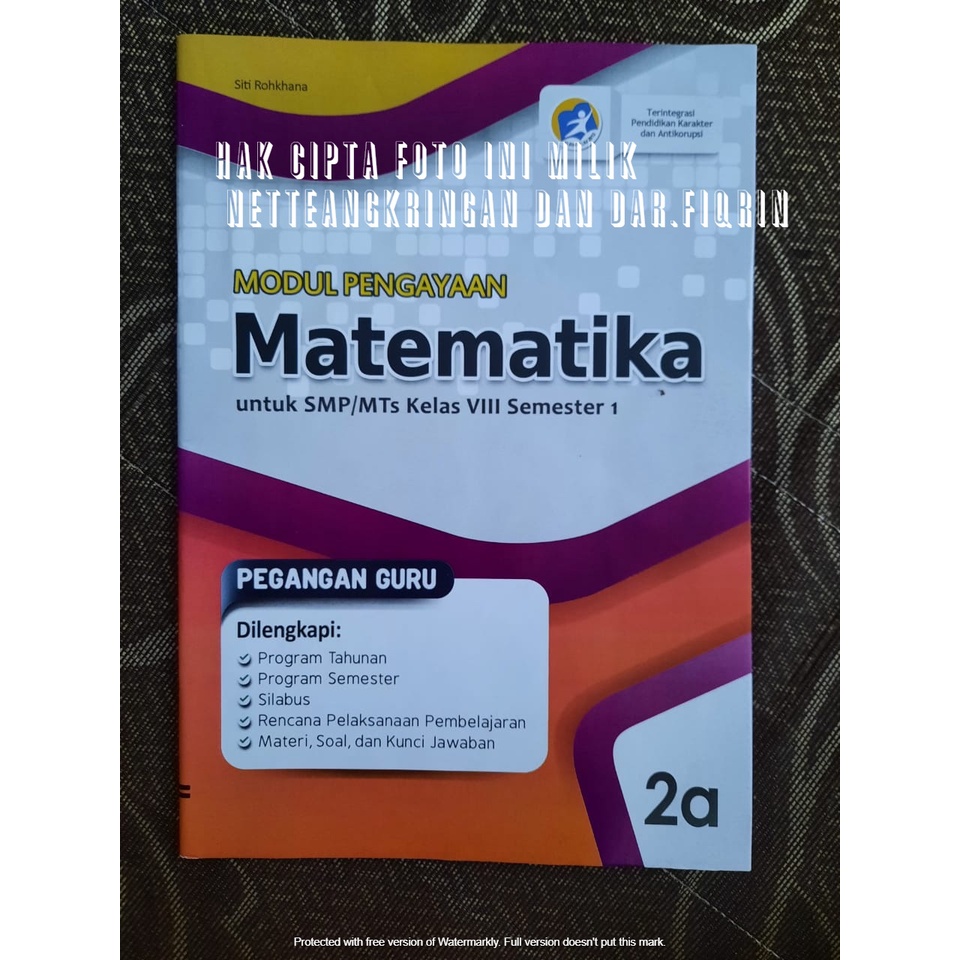 Siti Rohkhana
Terintegrasi
Pendidikan Karakter
dan Antikorupsi
HAK CIPTA FOTO INI MILIK
NETTEANGKRINGAN DAN DAR.FIQRIN
MODUL PENGAYAAN
Matematika
untuk SMP/MTs Kelas VIII Semester 1
PEGANGAN GURU
Dilengkapi:
Program Tahunan
Program Semester
Silabus
Rencana Pelaksanaan Pembelajaran
Materi, Soal, dan Kunci Jawaban
2a
Protected with free version of Watermarkly. Full version doesn't put this mark.